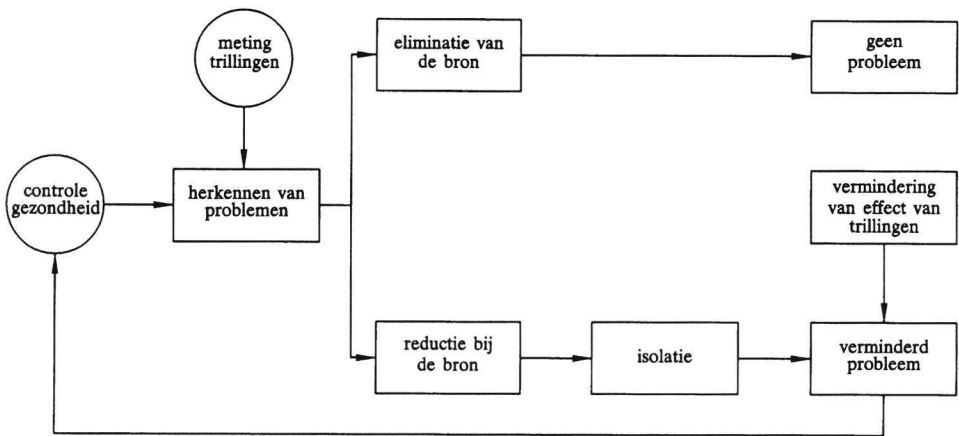 meting
trillingen
eliminatie van
de bron
geen
probleem
controle
gezondheid
herkennen van
problemen
vermindering
van effect van
trillingen
reductie bij
de bron
isolatie
verminderd
probleem